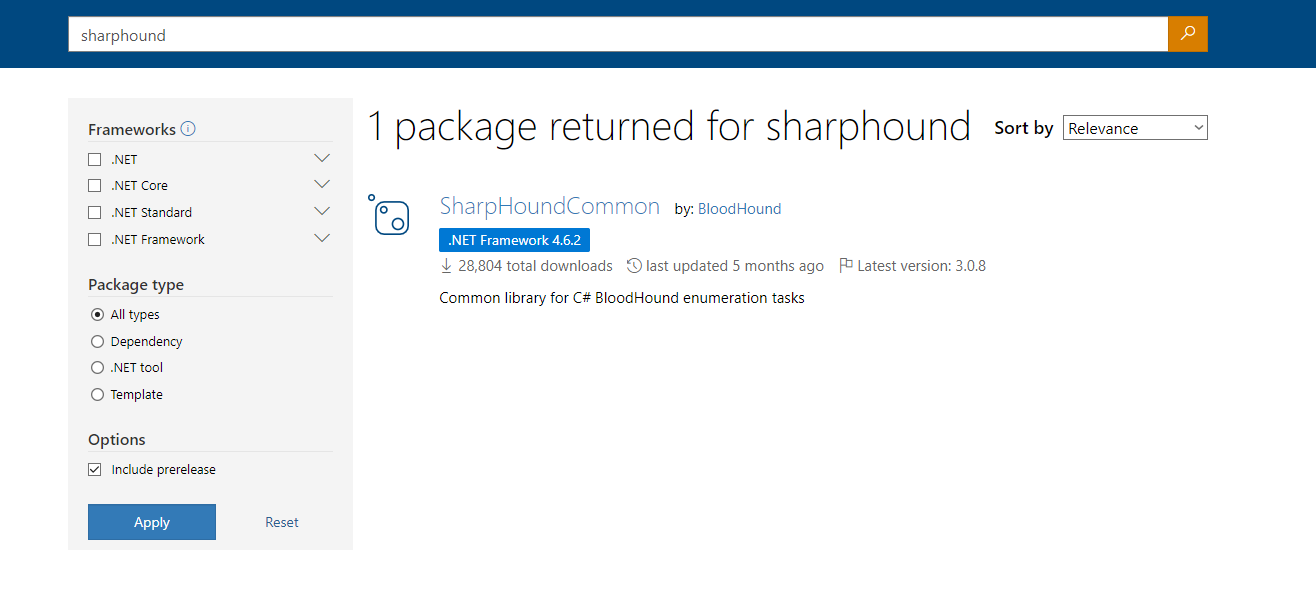 sharphound
Frameworks
.NET
.NET Core
.NET Standard
.NET Framework
Package type
All types
Dependency
.NET tool
Template
Options
Include prerelease
Apply Reset
1 package returned for sharphound
Sort by Relevance
SharpHoundCommon by: BloodHound
.NET Framework 4.6.2
28,804 total downloads last updated 5 months ago Latest version: 3.0.8
Common library for C# BloodHound enumeration tasks